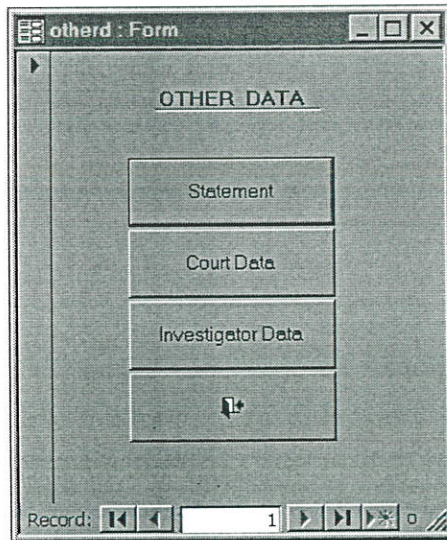 otherd : Form
OTHER DATA
Statement
Court Data
Investigator Data
Record: 1 o